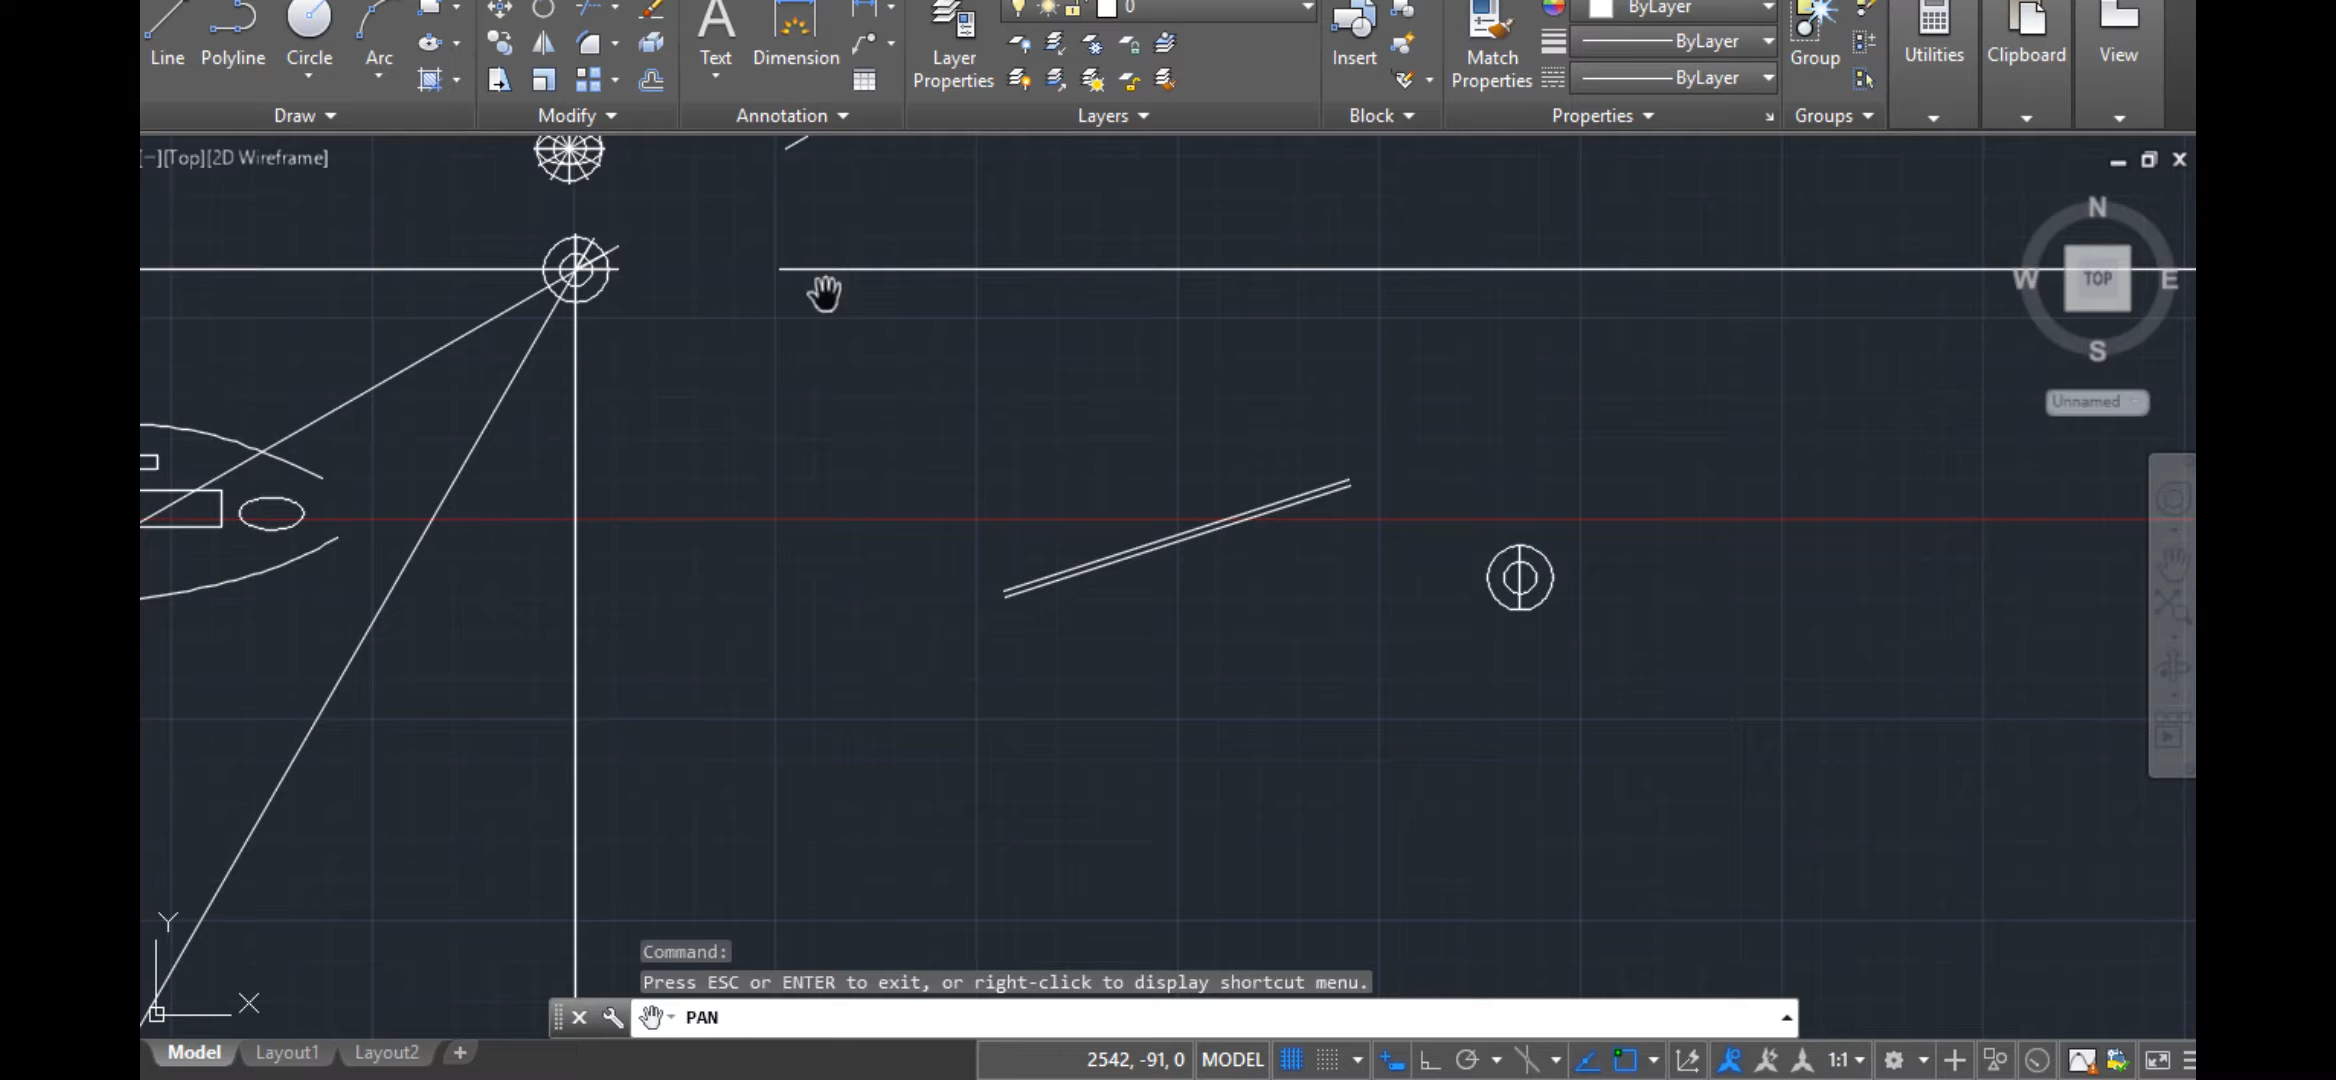 0
ByLayer
Line Polyline Circle Arc
Text Dimension
Layer
Properties
Insert
Match
Properties
ByLayer
ByLayer
Group
Utilities
Clipboard
View
Draw
Modify
Annotation
Layers
Block
Properties
Groups
[−][Top][2D Wireframe]
N
W TOP E
S
Unnamed
Y
X
Command:
Press ESC or ENTER to exit, or right-click to display shortcut menu.
PAN
Model Layout1 Layout2 +
2542, -91, 0 MODEL 1:1